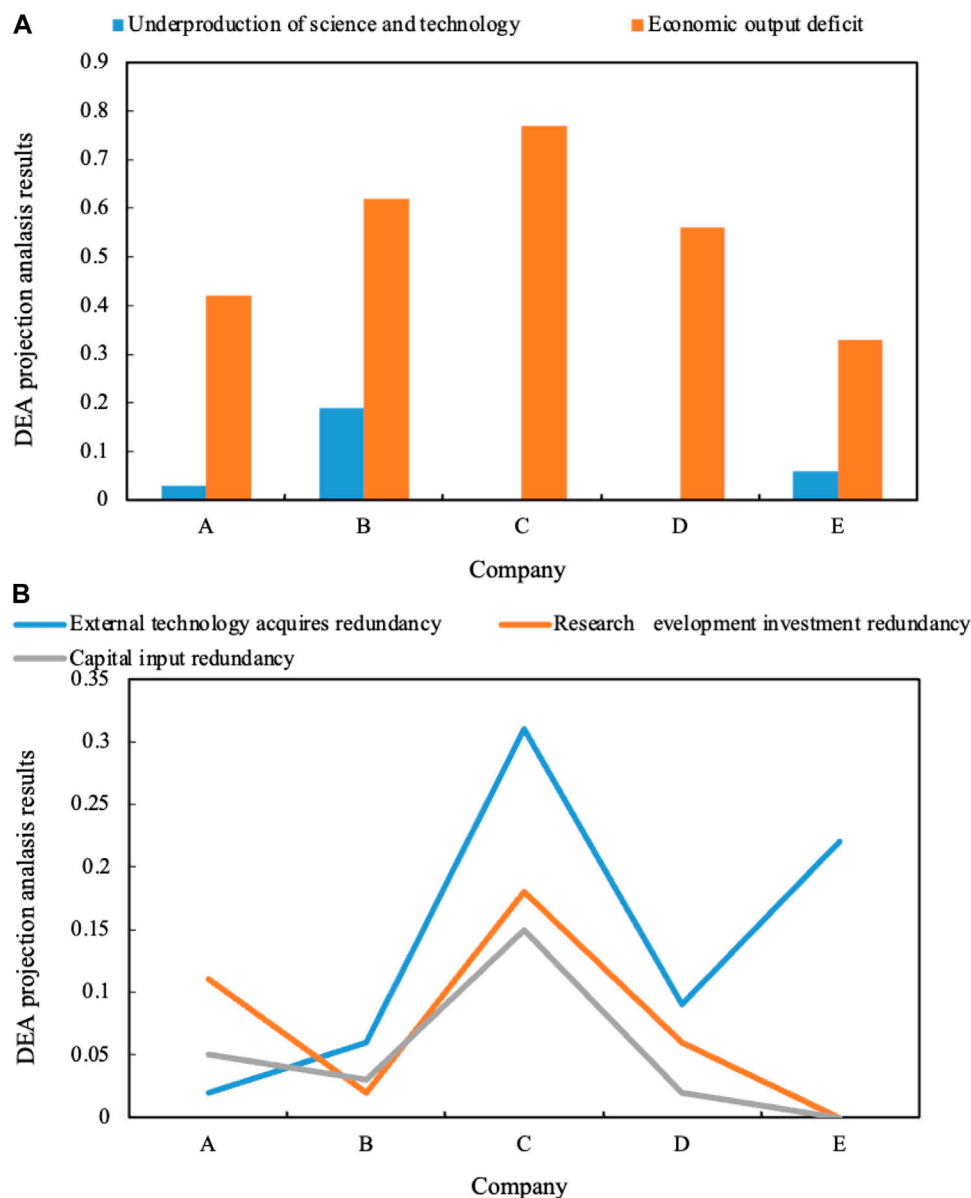 A
Underproduction of science and technology Economic output deficit
0.9
0.8
0.7
0.6
0.5
0.4
0.3
0.2
0.1
0
DEA projection analasis results
A B C D E
Company
B
External technology acquires redundancy Research evelopment investment redundancy
Capital input redundancy
0.35
0.3
0.25
0.2
0.15
0.1
0.05
0
DEA projection analasis results
A B C D E
Company